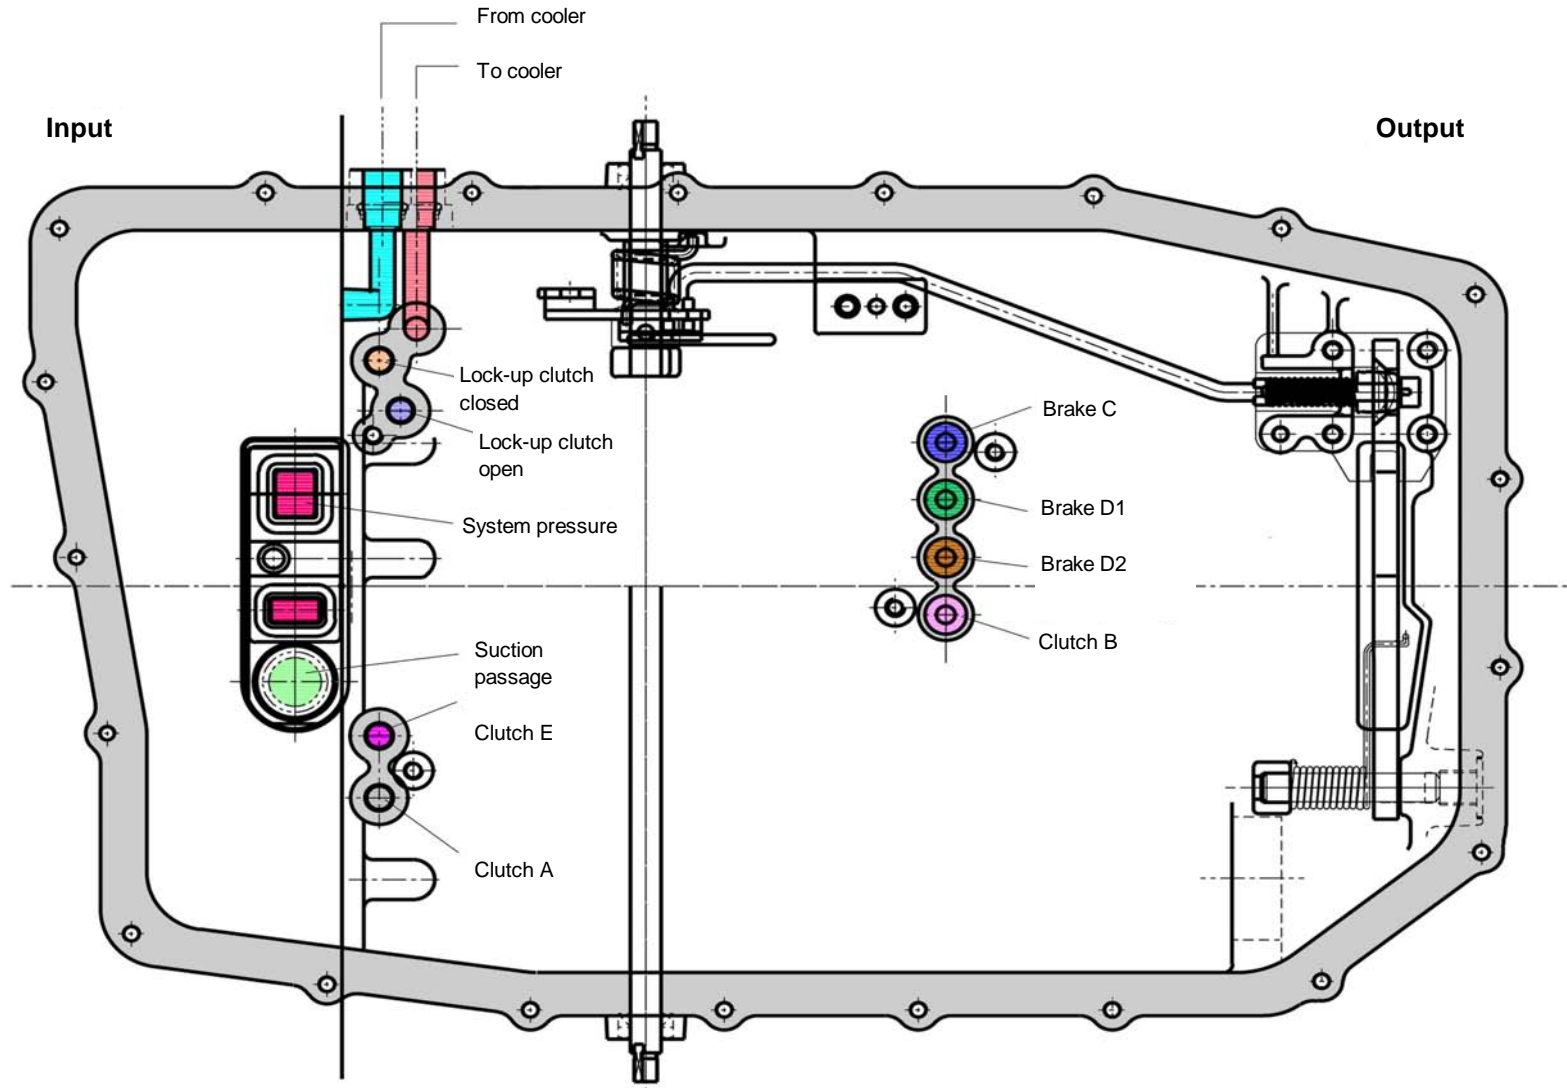 From cooler
To cooler
Input
Output
Lock-up clutch
closed
Lock-up clutch
open
Brake C
System pressure
Brake D1
Brake D2
Clutch B
Suction
passage
Clutch E
Clutch A